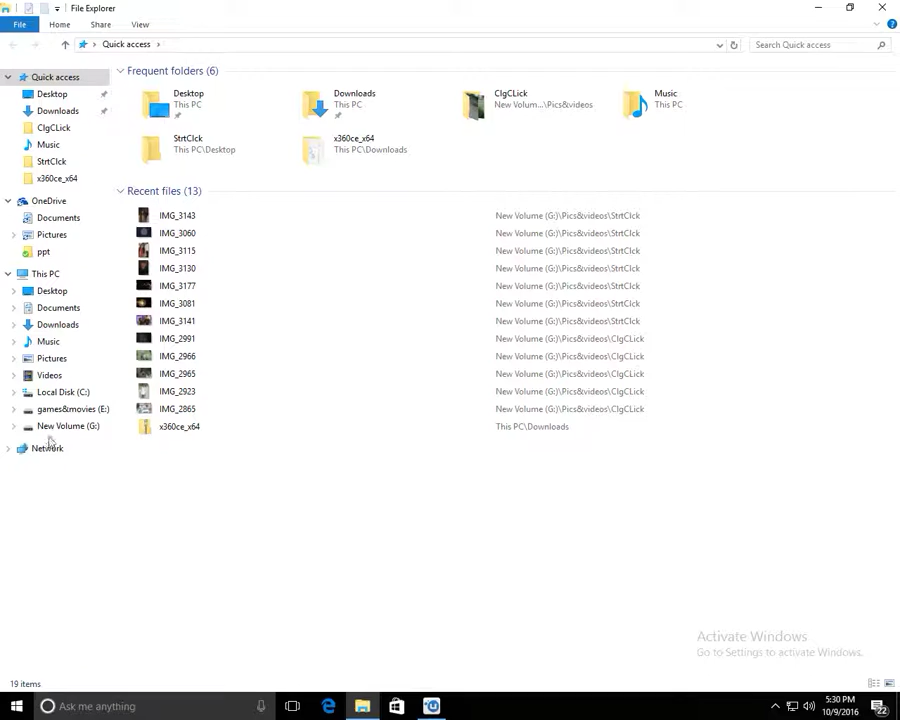 File Explorer
File Home Share View
Quick access
Search Quick access
Quick access
Desktop
Downloads
ClgCLick
Music
StrtClck
x360ce_x64
OneDrive
Documents
Pictures
ppt
This PC
Desktop
Documents
Downloads
Music
Pictures
Videos
Local Disk (C:)
games&movies (E:)
New Volume (G:)
Network
Frequent folders (6)
Desktop
This PC
Downloads
This PC
ClgCLick
New Volum...\Pics&videos
Music
This PC
StrtClck
This PC\Desktop
x360ce_x64
This PC\Downloads
Recent files (13)
IMG_3143 New Volume (G:)\Pics&videos\StrtClck
IMG_3060 New Volume (G:)\Pics&videos\StrtClck
IMG_3115 New Volume (G:)\Pics&videos\StrtClck
IMG_3130 New Volume (G:)\Pics&videos\StrtClck
IMG_3177 New Volume (G:)\Pics&videos\StrtClck
IMG_3081 New Volume (G:)\Pics&videos\StrtClck
IMG_3141 New Volume (G:)\Pics&videos\StrtClck
IMG_2991 New Volume (G:)\Pics&videos\ClgCLick
IMG_2966 New Volume (G:)\Pics&videos\ClgCLick
IMG_2965 New Volume (G:)\Pics&videos\ClgCLick
IMG_2923 New Volume (G:)\Pics&videos\ClgCLick
IMG_2865 New Volume (G:)\Pics&videos\ClgCLick
x360ce_x64 This PC\Downloads
Activate Windows
Go to Settings to activate Windows.
19 items
Ask me anything
5:30 PM
10/9/2016
22